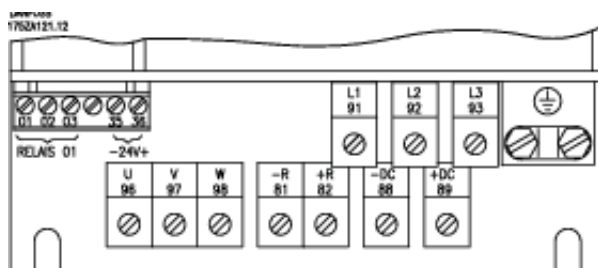 DANFOSS
175ZA121.12
L1 L2 L3
91 92 93
01 02 03 35 36
RELAIS 01 -24V+
U V W -R +R -DC +DC
96 97 98 81 82 88 89